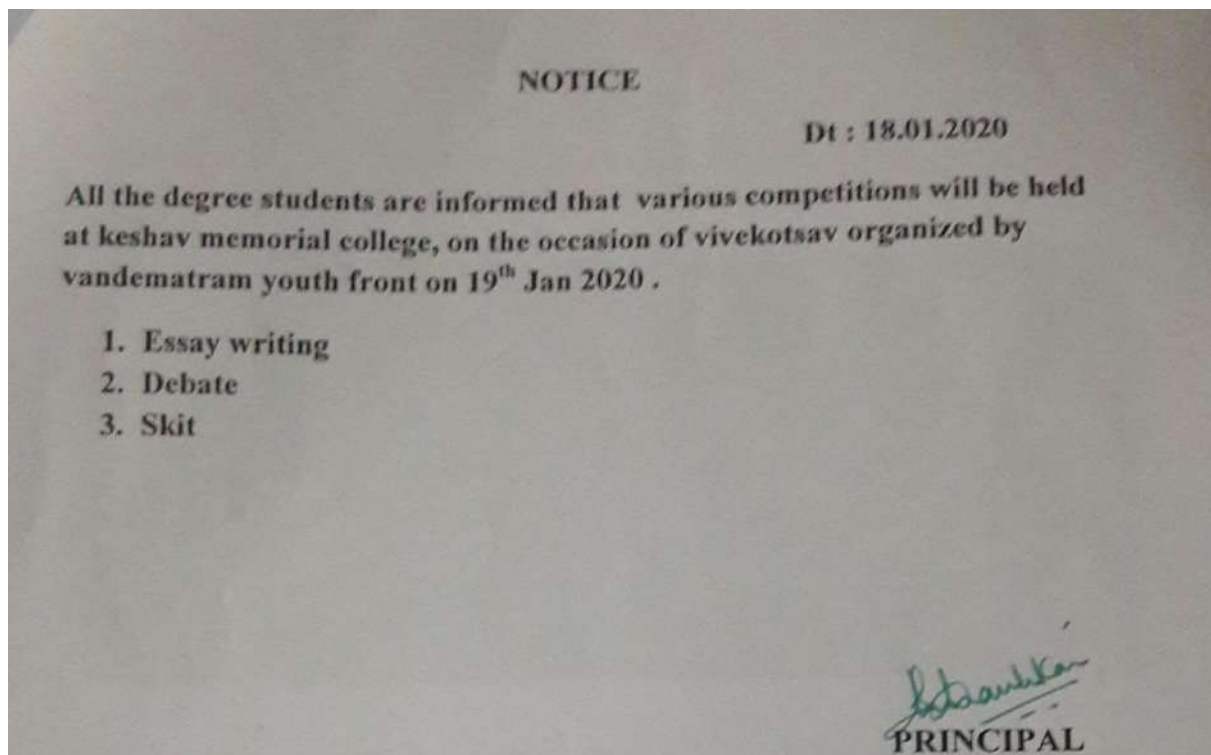 NOTICE
Dt : 18.01.2020
All the degree students are informed that various competitions will be held
at keshav memorial college, on the occasion of vivekotsav organized by
vandematram youth front on 19th Jan 2020 .
1. Essay writing
2. Debate
3. Skit
PRINCIPAL